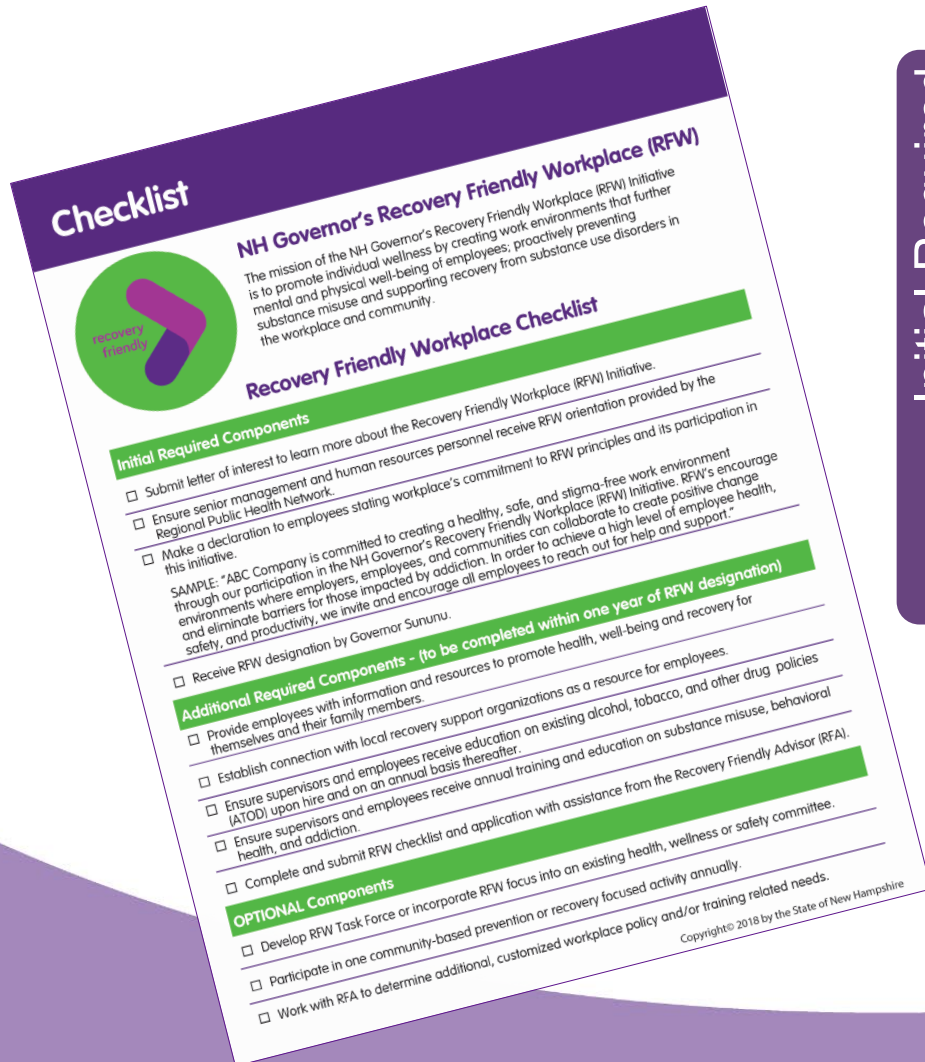 Checklist
recovery
friendly
NH Governor's Recovery Friendly Workplace (RFW)
The mission of the NH Governor's Recovery Friendly Workplace (RFW) Initiative
is to promote individual wellness by creating work environments that further
mental and physical well-being of employees; proactively preventing
substance misuse and supporting recovery from substance use disorders in
the workplace and community.
Recovery Friendly Workplace Checklist
Initial Required Components
Submit letter of interest to learn more about the Recovery Friendly Workplace (RFW) Initiative.
Ensure senior management and human resources personnel receive RFW orientation provided by the
Regional Public Health Network.
Make a declaration to employees stating workplace's commitment to RFW principles and its participation in
this initiative.
SAMPLE: "ABC Company is committed to creating a healthy, safe, and stigma-free work environment
through our participation in the NH Governor's Recovery Friendly Workplace (RFW) Initiative. RFW's encourage
environments where employers, employees, and communities can collaborate to create positive change
and eliminate barriers for those impacted by addiction. In order to achieve a high level of employee health,
safety, and productivity, we invite and encourage all employees to reach out for help and support."
Receive RFW designation by Governor Sununu.
Additional Required Components - (to be completed within one year of RFW designation)
Provide employees with information and resources to promote health, well-being and recovery for
themselves and their family members.
Establish connection with local recovery support organizations as a resource for employees.
Ensure supervisors and employees receive education on existing alcohol, tobacco, and other drug policies
(ATOD) upon hire and on an annual basis thereafter.
Ensure supervisors and employees receive annual training and education on substance misuse, behavioral
health, and addiction.
Complete and submit RFW checklist and application with assistance from the Recovery Friendly Advisor (RFA).
OPTIONAL Components
Develop RFW Task Force or incorporate RFW focus into an existing health, wellness or safety committee.
Participate in one community-based prevention or recovery focused activity annually.
Work with RFA to determine additional, customized workplace policy and/or training related needs.
Copyright© 2018 by the State of New Hampshire
Initial Required